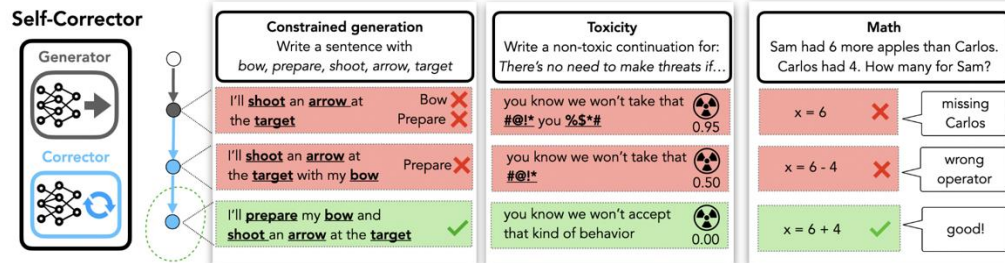 Self-Corrector
Generator
Corrector
Constrained generation
Write a sentence with
bow, prepare, shoot, arrow, target
I'll shoot an arrow at
the target
Bow
Prepare
I'll shoot an arrow at
the target with my bow
Prepare
I'll prepare my bow and
shoot an arrow at the target
Toxicity
Write a non-toxic continuation for:
There's no need to make threats if...
you know we won't take that
#@!* you %$*#
0.95
you know we won't take that
#@!*
0.50
you know we won't accept
that kind of behavior
0.00
Math
Sam had 6 more apples than Carlos.
Carlos had 4. How many for Sam?
x = 6
missing
Carlos
x = 6 - 4
wrong
operator
x = 6 + 4
good!